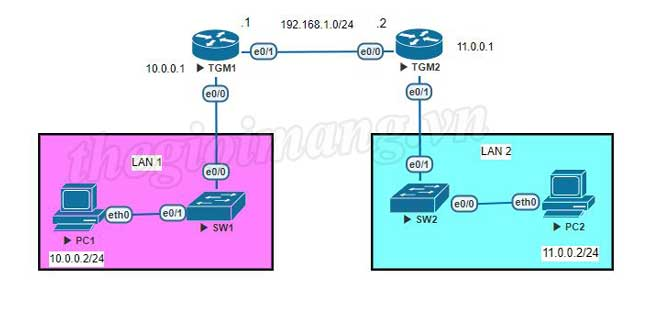 .1
192.168.1.0/24
.2
10.0.0.1
TGM1
e0/1
e0/0
TGM2
11.0.0.1
e0/0
e0/1
thegioimang.vn
LAN 1
e0/0
eth0
e0/1
SW1
PC1
10.0.0.2/24
LAN 2
e0/1
SW2
e0/0
eth0
PC2
11.0.0.2/24